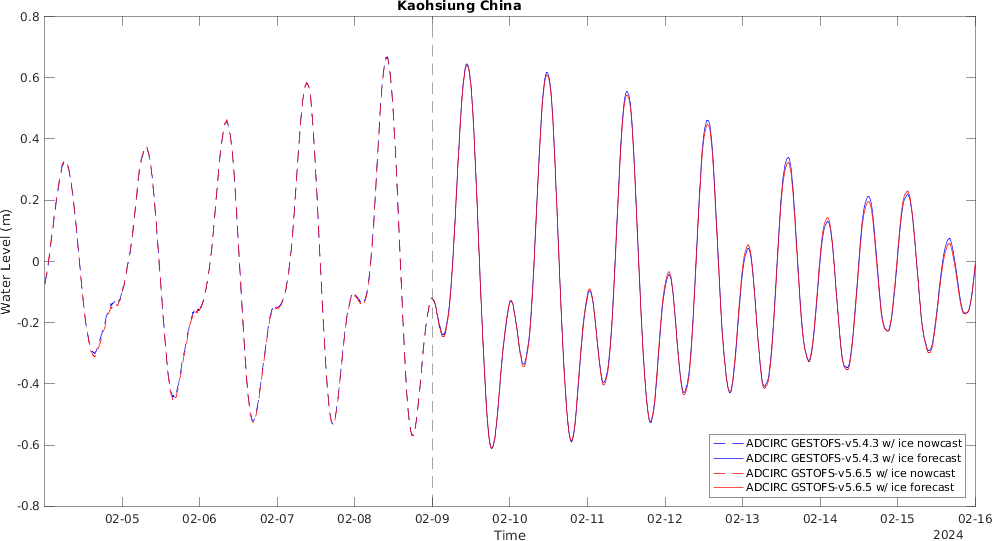 Kaohsiung China
0.8
0.6
0.4
0.2
0
-0.2
-0.4
-0.6
-0.8
Water Level (m)
ADCIRC GESTOFS-v5.4.3 w/ ice nowcast
ADCIRC GESTOFS-v5.4.3 w/ ice forecast
ADCIRC GSTOFS-v5.6.5 w/ ice nowcast
ADCIRC GSTOFS-v5.6.5 w/ ice forecast
02-05 02-06 02-07 02-08 02-09 02-10 02-11 02-12 02-13 02-14 02-15 02-16
Time
2024